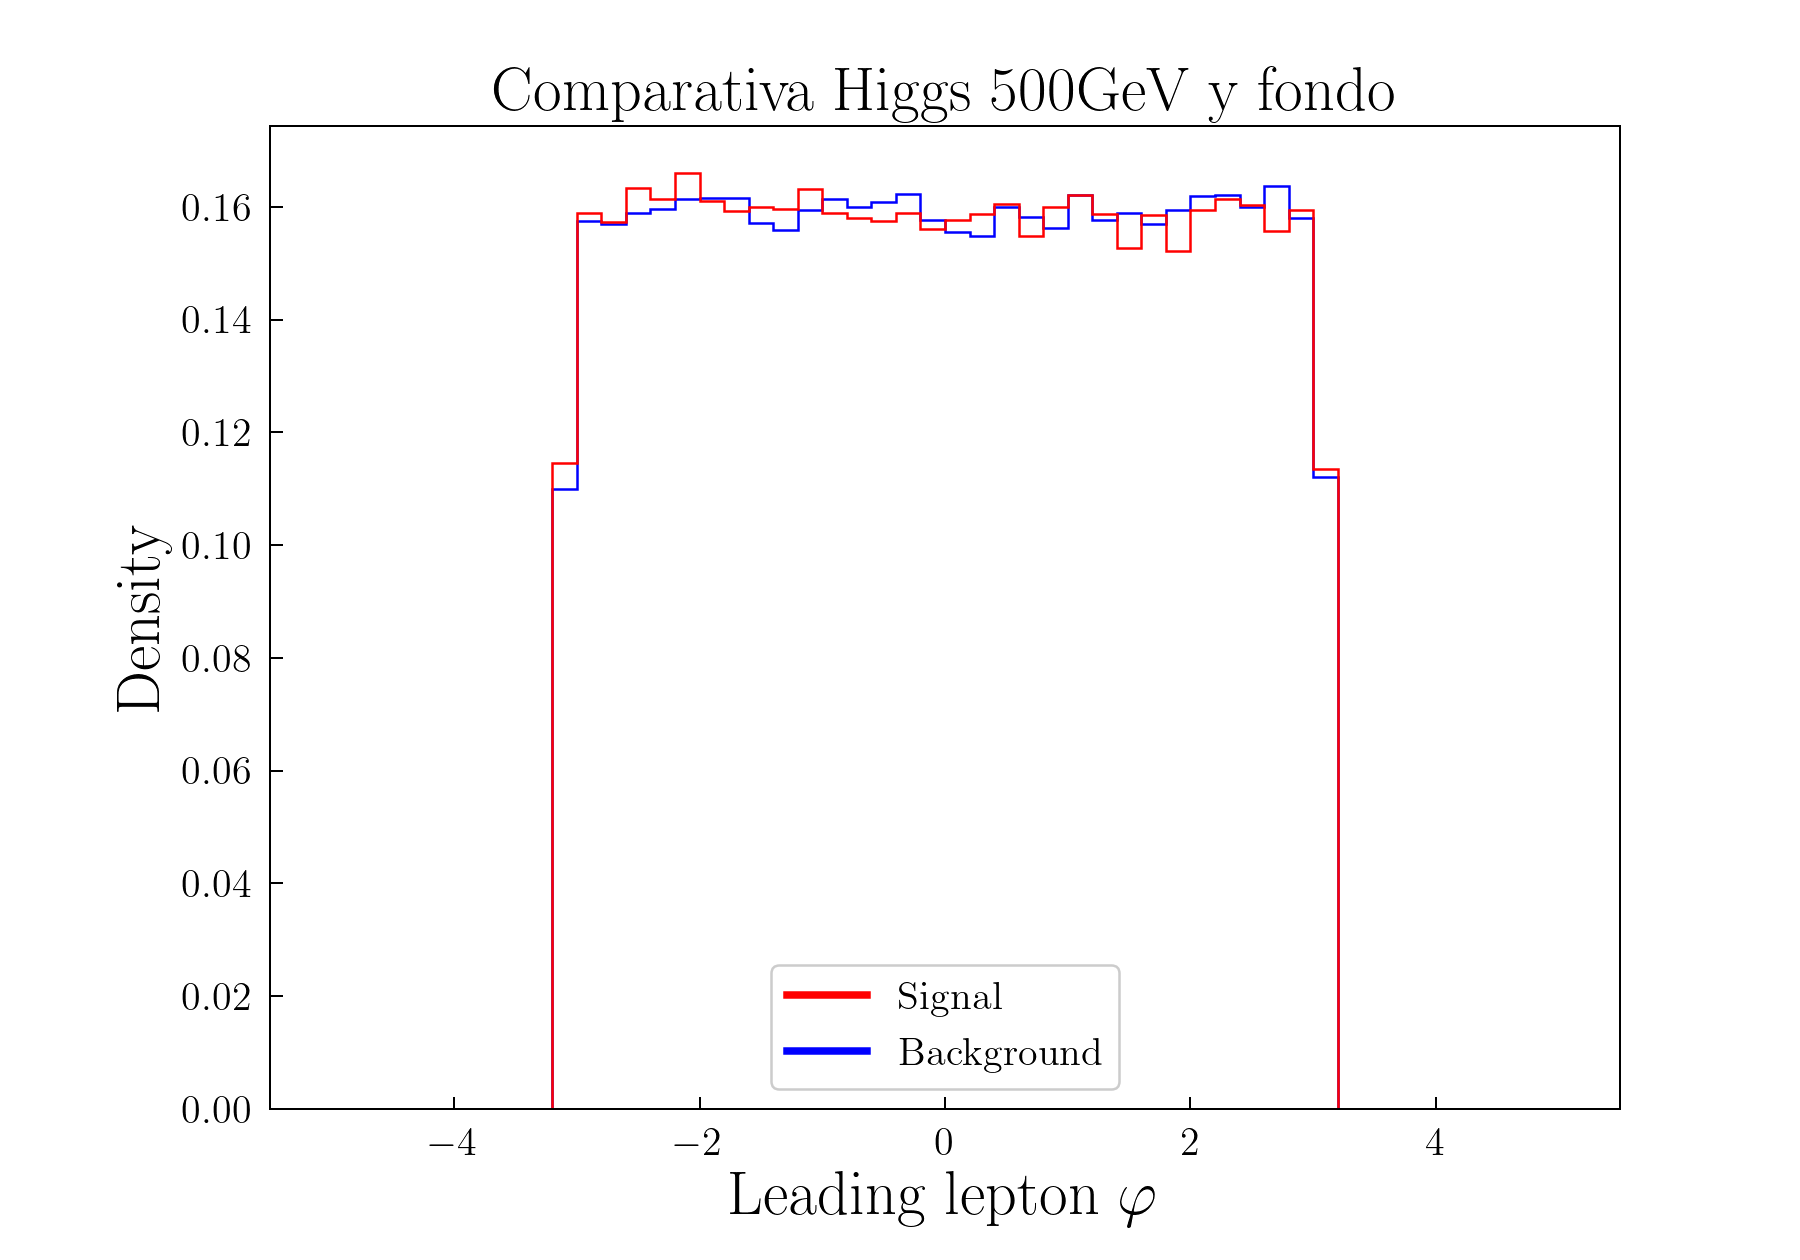 Comparativa Higgs 500GeV y fondo
Density
0.16
0.14
0.12
0.10
0.08
0.06
0.04
0.02
0.00
Signal
Background
−4 −2 0 2 4
Leading lepton φ